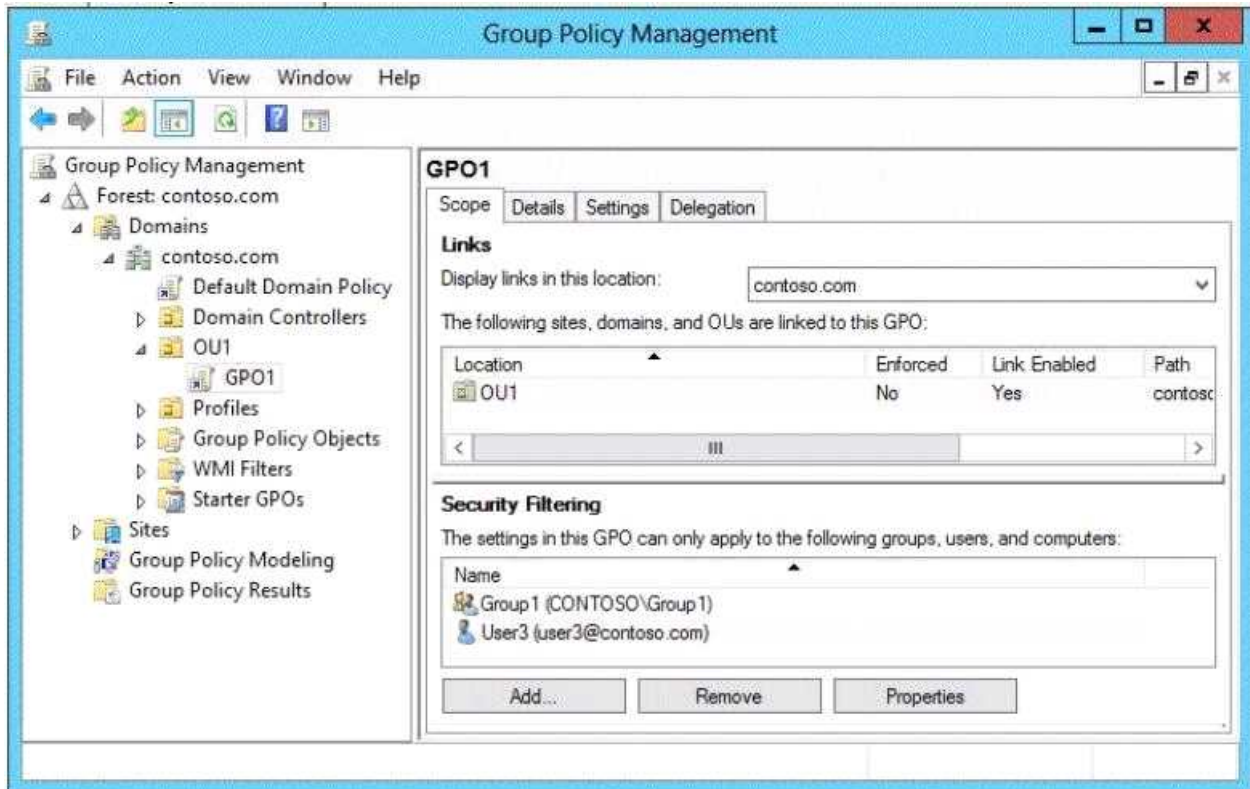 Group Policy Management
File Action View Window Help
Group Policy Management
Forest: contoso.com
Domains
contoso.com
Default Domain Policy
Domain Controllers
OU1
GPO1
Profiles
Group Policy Objects
WMI Filters
Starter GPOs
Sites
Group Policy Modeling
Group Policy Results
GPO1
Scope Details Settings Delegation
Links
Display links in this location: contoso.com
The following sites, domains, and OUs are linked to this GPO:
Location Enforced Link Enabled Path
OU1 No Yes contosc
Security Filtering
The settings in this GPO can only apply to the following groups, users, and computers:
Name
Group1 (CONTOSO\Group1)
User3 (user3@contoso.com)
Add... Remove Properties